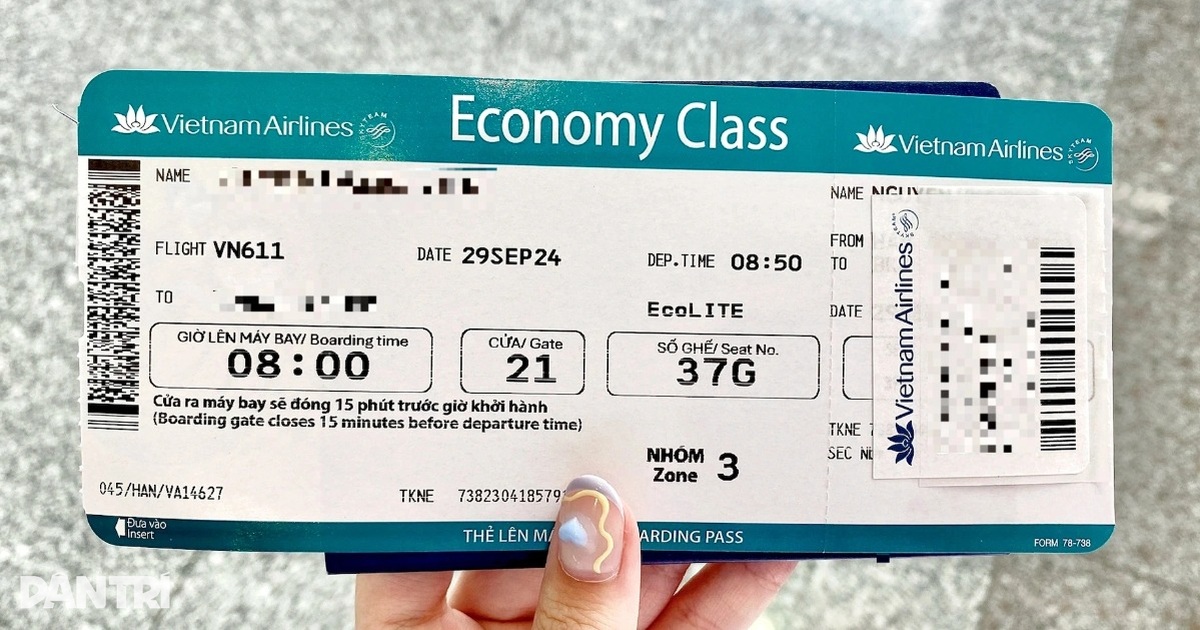 Vietnam Airlines SKYTEAM Economy Class Vietnam Airlines SKYTEAM
NAME
NAME
FLIGHT VN611 DATE 29SEP24 DEP.TIME 08:50
FROM
TO
TO
EcoLITE
DATE
GIỜ LÊN MÁY BAY/ Boarding time
08:00
CỬA/ Gate
21
SỐ GHẾ/ Seat No.
37G
Cửa ra máy bay sẽ đóng 15 phút trước giờ khởi hành
(Boarding gate closes 15 minutes before departure time)
NHÓM
Zone 3
TKNE
SEC
045/HAN/VA14627 TKNE
Đưa vào
Insert
THẺ LÊN BOARDING PASS
FORM 78-738
Vietnam Airlines SKYTEAM
DÂN TRÍ